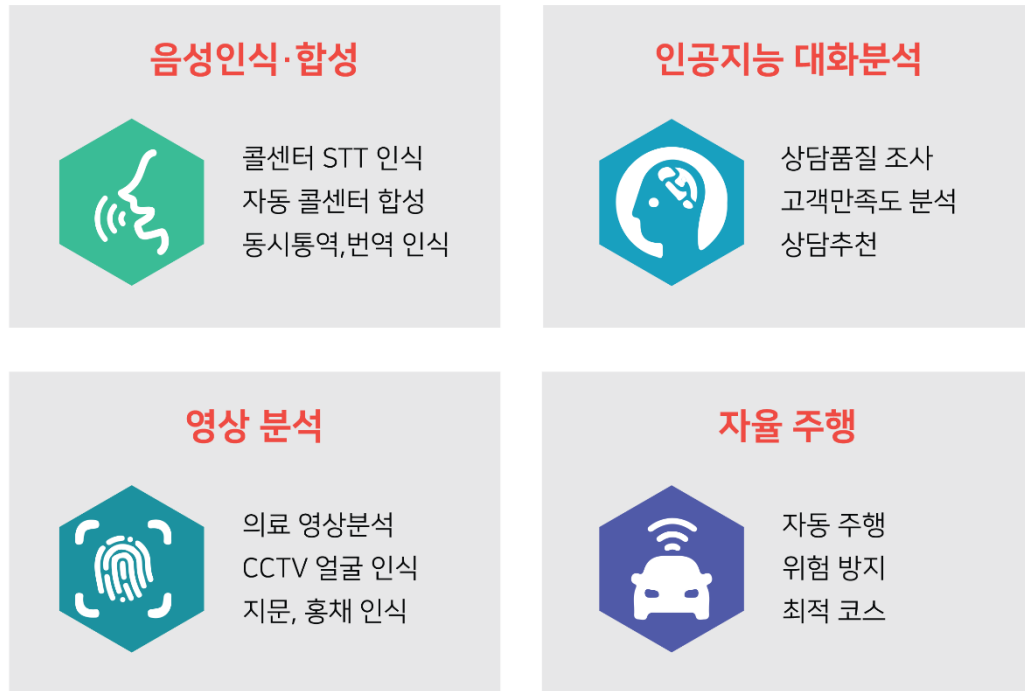 음성인식·합성
콜센터 STT 인식
자동 콜센터 합성
동시통역,번역 인식
인공지능 대화분석
상담품질 조사
고객만족도 분석
상담추천
영상 분석
의료 영상분석
CCTV 얼굴 인식
지문, 홍채 인식
자율 주행
자동 주행
위험 방지
최적 코스